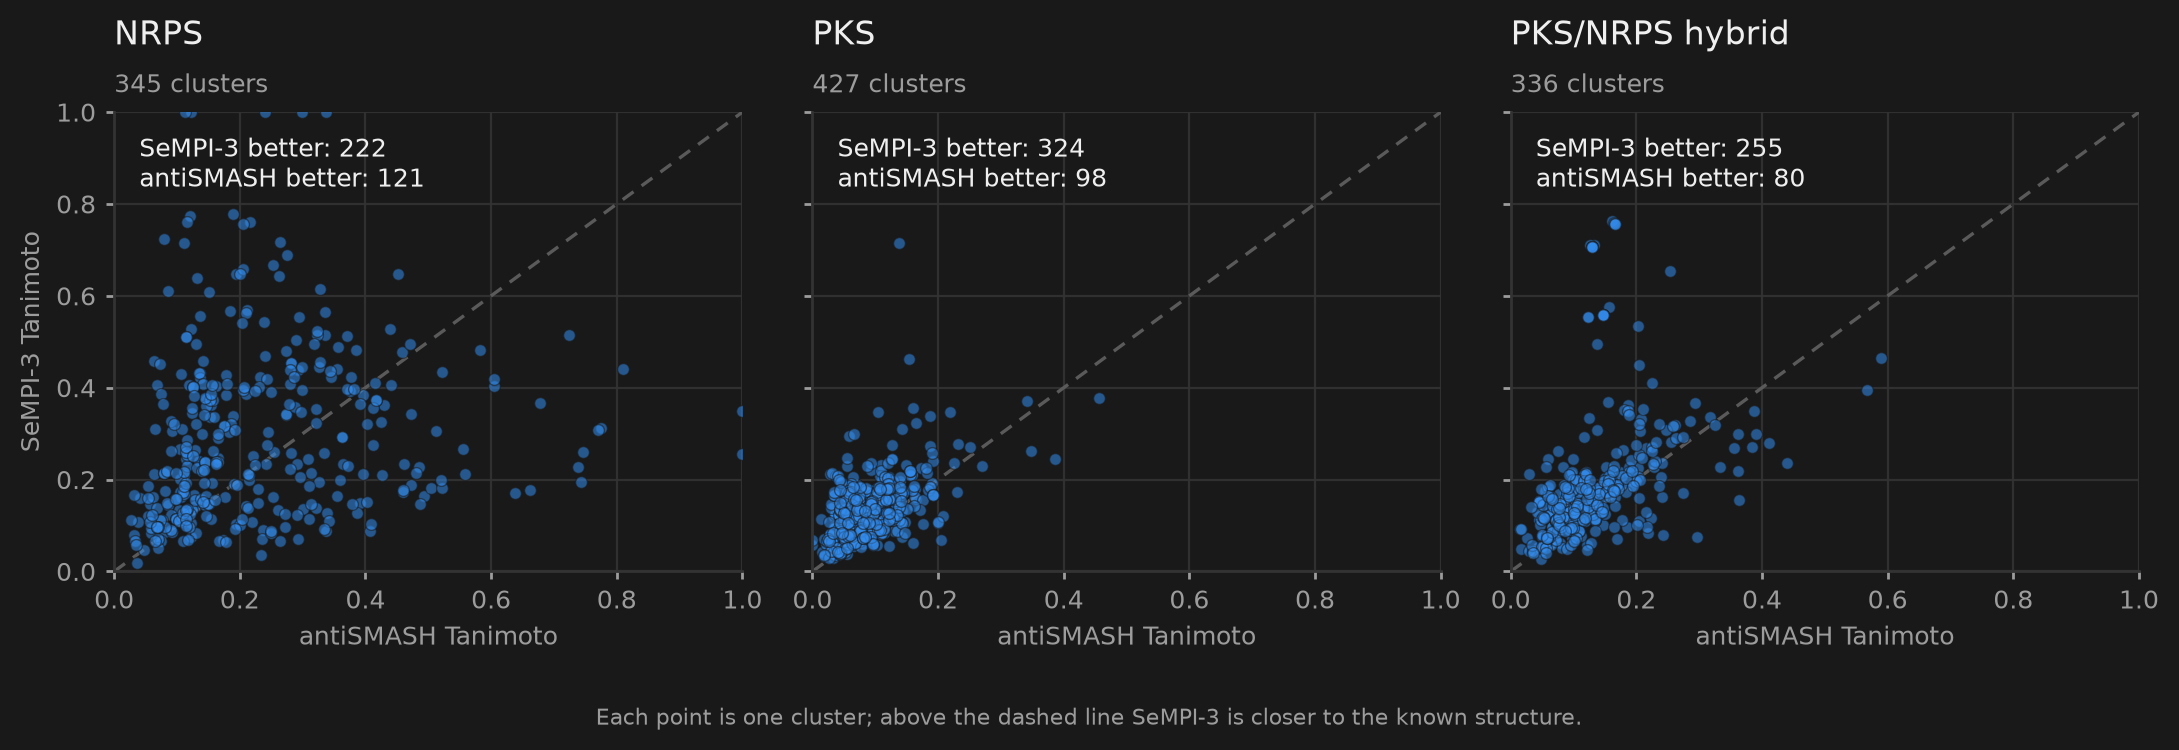 NRPS
345 clusters
SeMPI-3 better: 222
antiSMASH better: 121
SeMPI-3 Tanimoto
1.0
0.8
0.6
0.4
0.2
0.0
0.0 0.2 0.4 0.6 0.8 1.0
antiSMASH Tanimoto
PKS
427 clusters
SeMPI-3 better: 324
antiSMASH better: 98
0.0 0.2 0.4 0.6 0.8 1.0
antiSMASH Tanimoto
PKS/NRPS hybrid
336 clusters
SeMPI-3 better: 255
antiSMASH better: 80
0.0 0.2 0.4 0.6 0.8 1.0
antiSMASH Tanimoto
Each point is one cluster; above the dashed line SeMPI-3 is closer to the known structure.